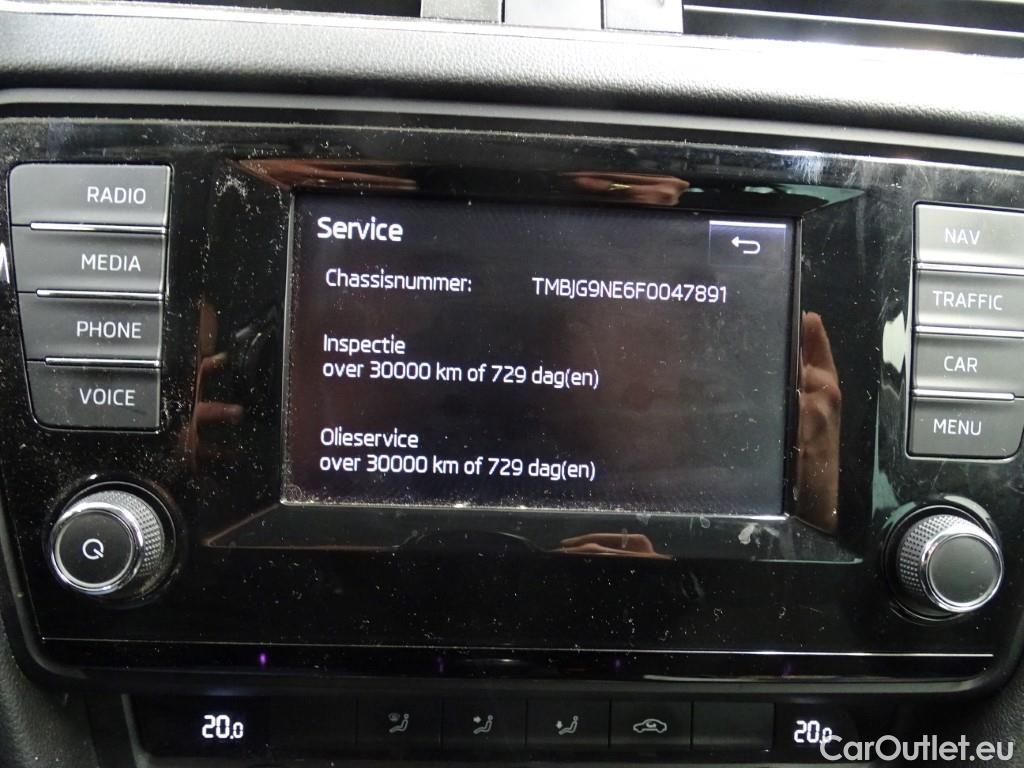 RADIO
MEDIA
PHONE
VOICE
Service
Chassisnummer: TMBJG9NE6F0047891
Inspectie
over 30000 km of 729 dag(en)
Olieservice
over 30000 km of 729 dag(en)
NAV
TRAFFIC
CAR
MENU
20.0
20.0
CarOutlet.eu